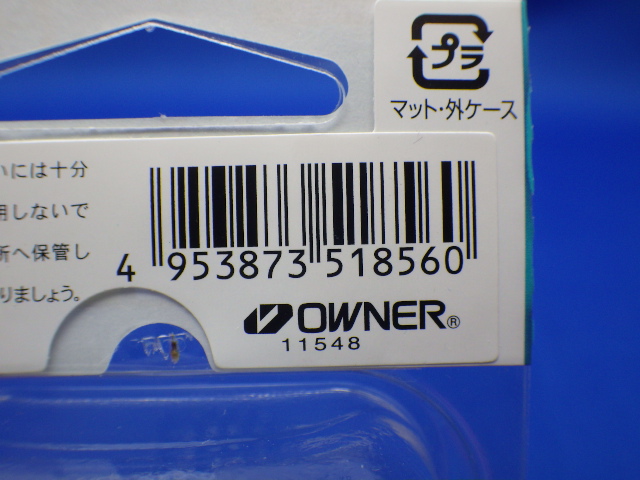 プラ
マット・外ケース
いには十分
用しないで
所へ保管し
りましょう。
4 953873 518560
OWNER®
11548